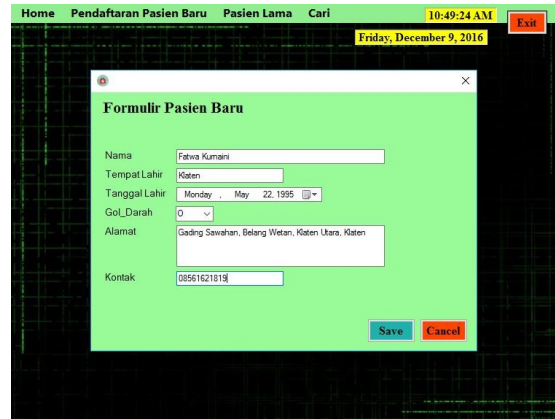 Home Pendaftaran Pasien Baru Pasien Lama Cari 10:49:24 AM Exit
Friday, December 9, 2016
Formulir Pasien Baru
Nama Fatwa Kumaini
Tempat Lahir Klaten
Tanggal Lahir Monday , May 22, 1995
Gol_Darah O
Alamat Gading Sawahan, Belang Wetan, Klaten Utara, Klaten
Kontak 08561621819
Save Cancel